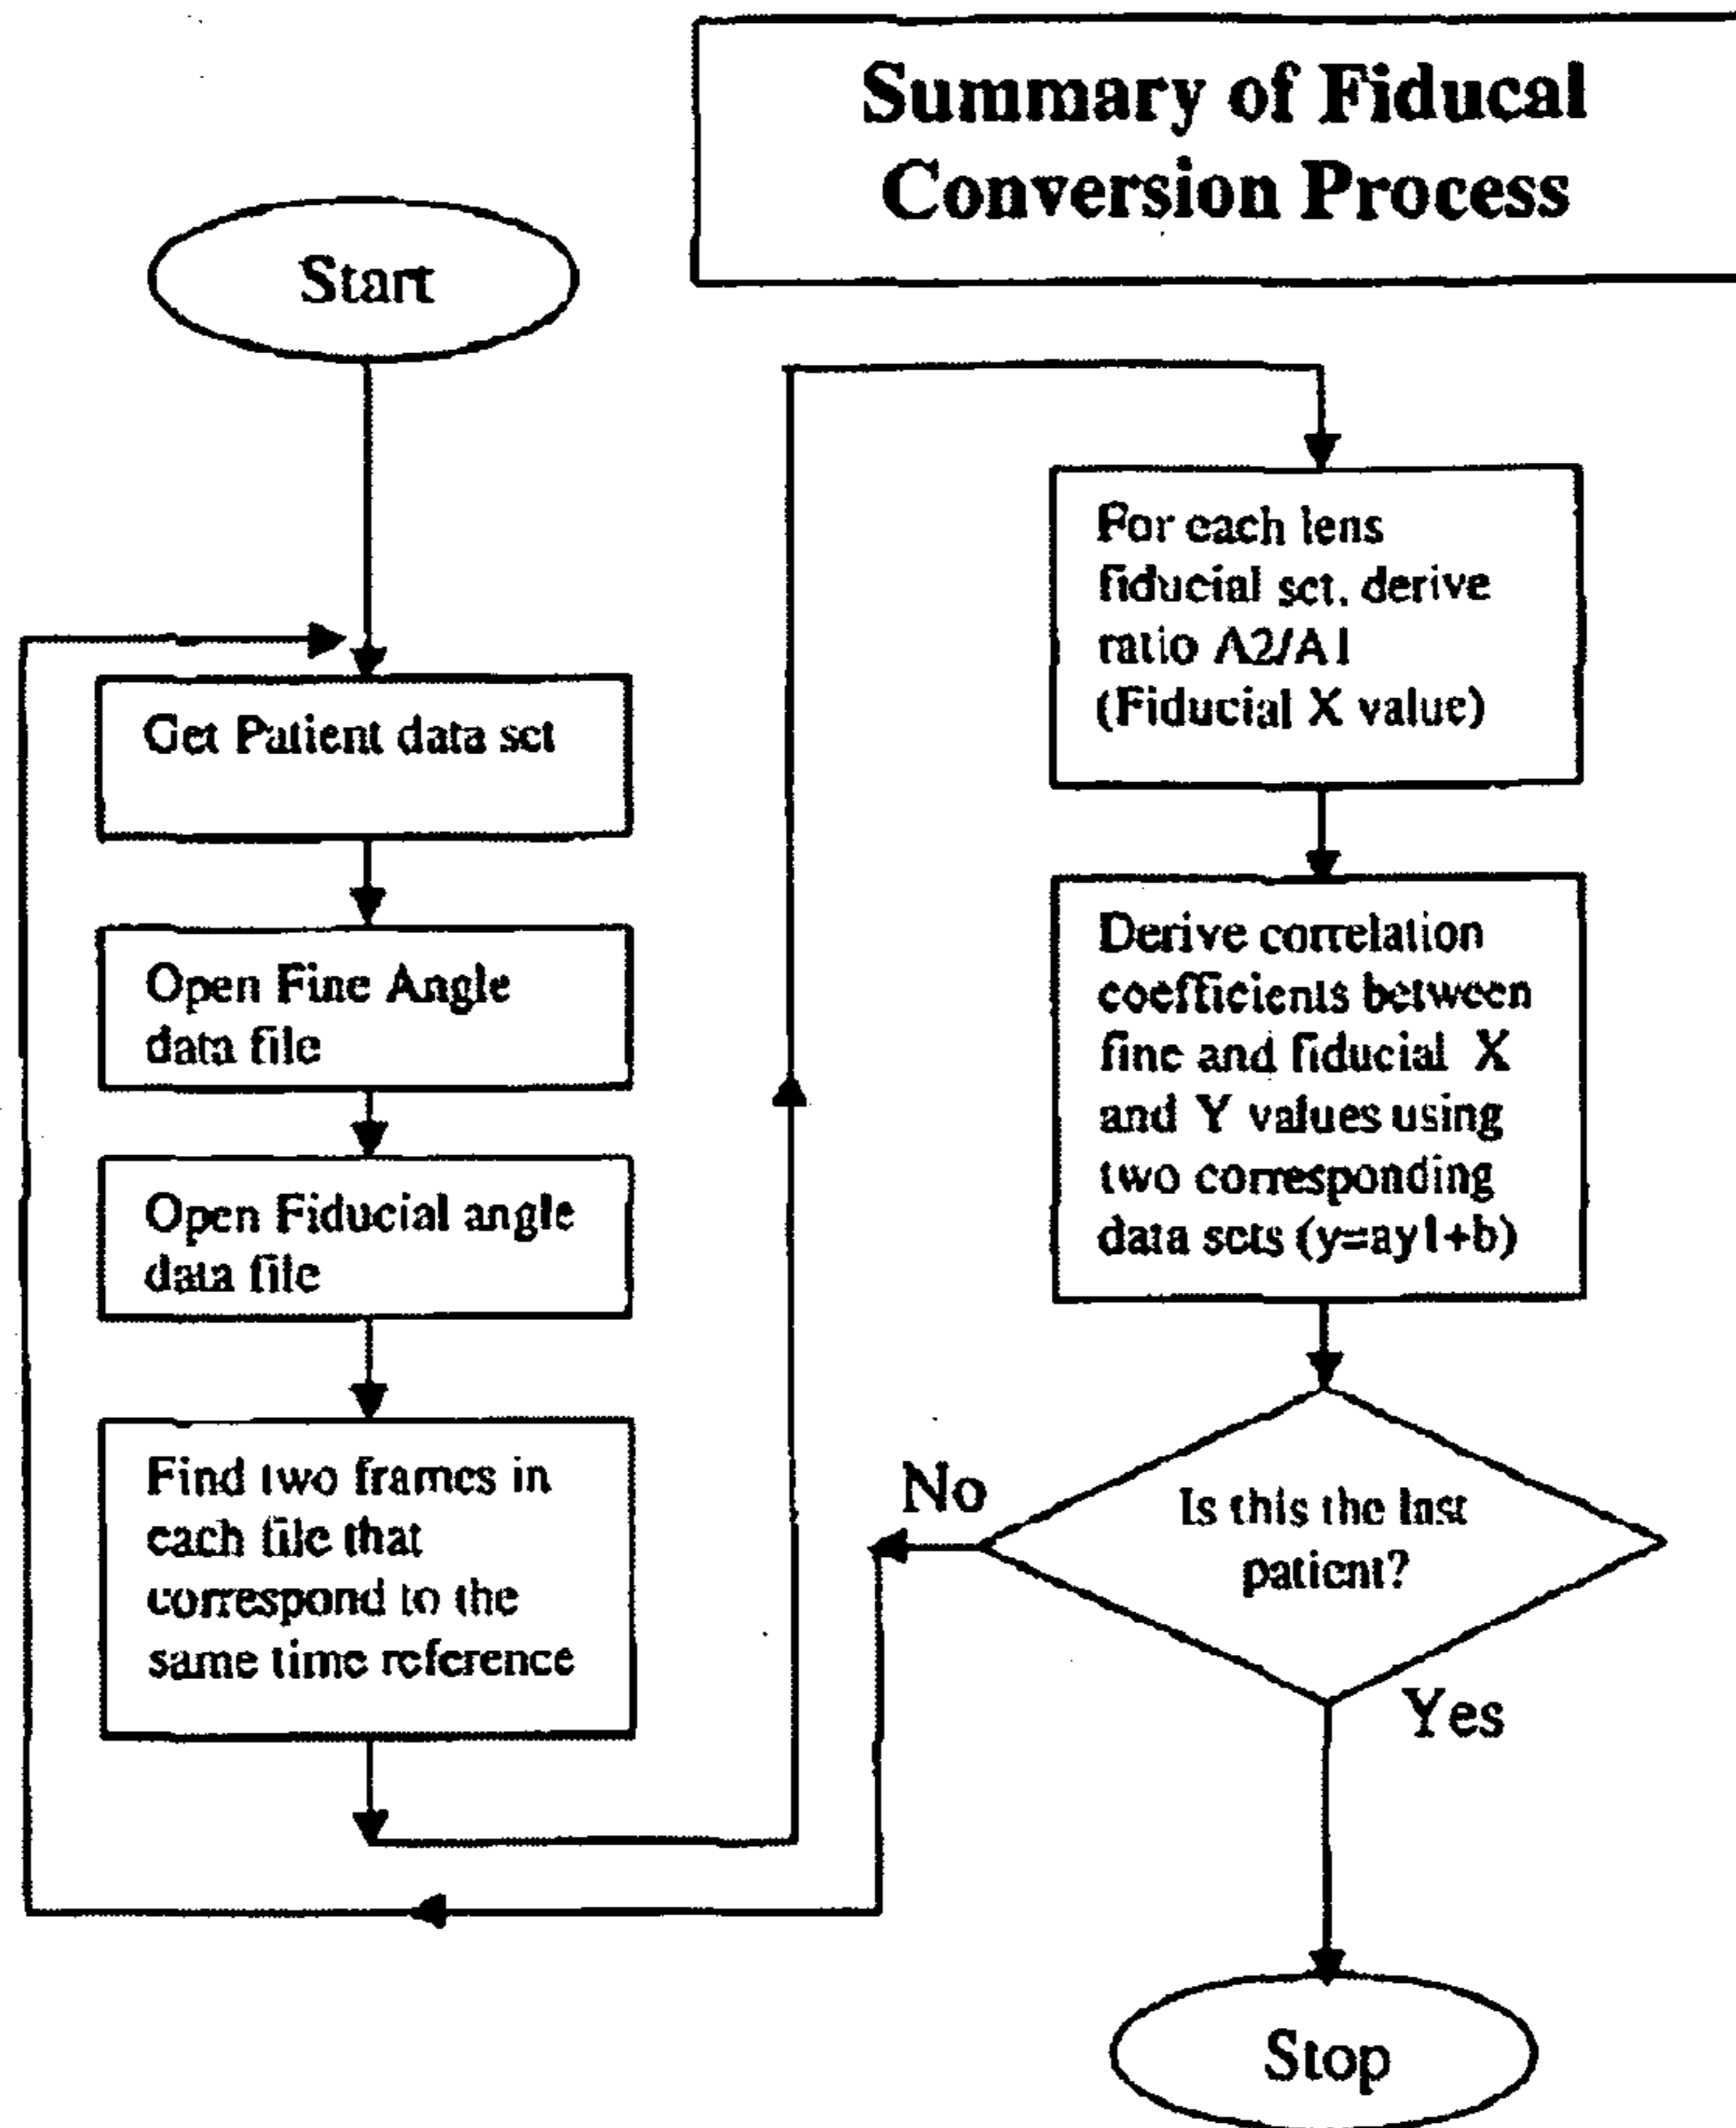 Summary of Fiducal
Conversion Process
Start
Get Patient data set
Open Fine Angle
data file
Open Fiducial angle
data file
Find two frames in
each file that
correspond to the
same time reference
For each lens
fiducial set, derive
ratio A2/A1
(Fiducial X value)
Derive correlation
coefficients between
fine and fiducial X
and Y values using
two corresponding
data sets (y=ay1+b)
Is this the last
patient?
No
Yes
Stop